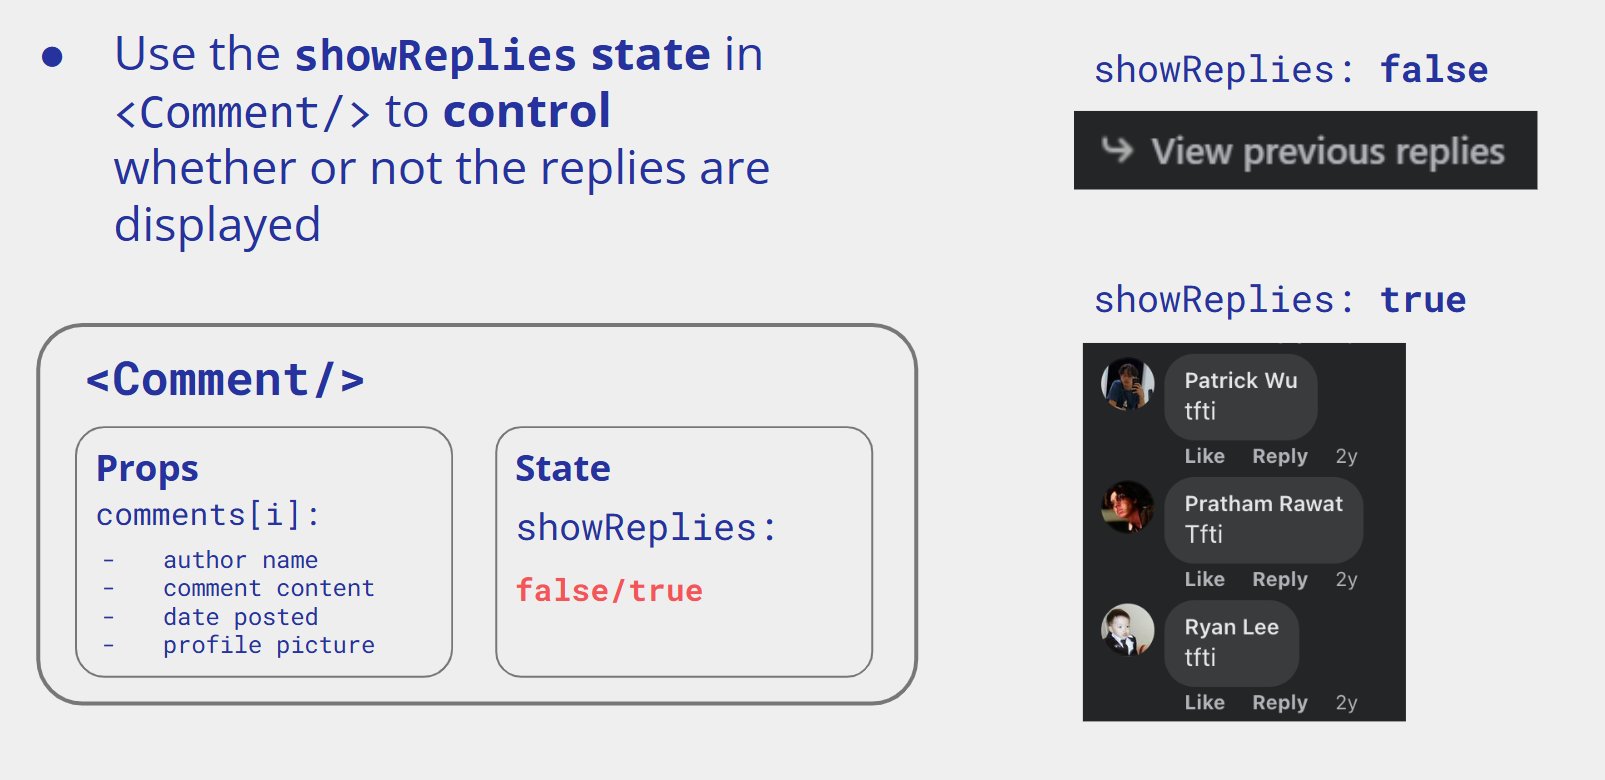 ● Use the showReplies state in
<Comment/> to control
whether or not the replies are
displayed
<Comment/>
Props
comments[i]:
- author name
- comment content
- date posted
- profile picture
State
showReplies:
false/true
showReplies: false
View previous replies
showReplies: true
Patrick Wu
tfti
Like Reply 2y
Pratham Rawat
Tfti
Like Reply 2y
Ryan Lee
tfti
Like Reply 2y